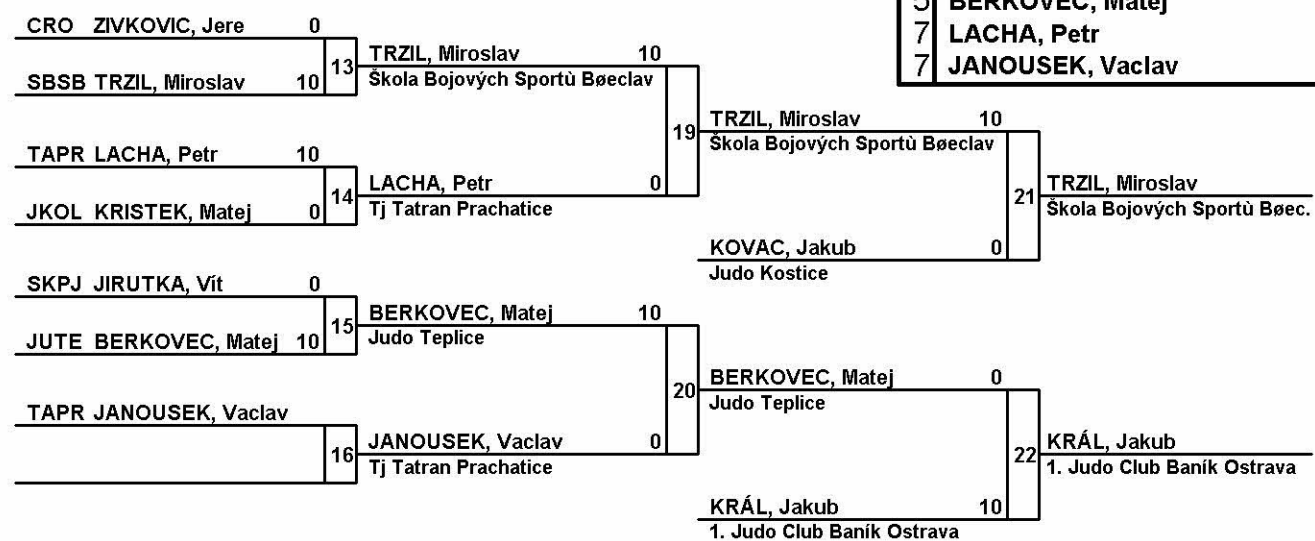 5 BERKOVEC, Matej
7 LACHA, Petr
7 JANOUSEK, Vaclav
CRO ZIVKOVIC, Jere 0
13
SBSB TRZIL, Miroslav 10
TRZIL, Miroslav 10
Škola Bojových Sportù Bøeclav
TAPR LACHA, Petr 10
14
JKOL KRISTEK, Matej 0
LACHA, Petr 0
Tj Tatran Prachatice
19
TRZIL, Miroslav 10
Škola Bojových Sportù Bøeclav
KOVAC, Jakub 0
Judo Kostice
21
TRZIL, Miroslav
Škola Bojových Sportù Bøec.
SKPJ JIRUTKA, Vít 0
15
JUTE BERKOVEC, Matej 10
BERKOVEC, Matej 10
Judo Teplice
TAPR JANOUSEK, Vaclav
16
JANOUSEK, Vaclav 0
Tj Tatran Prachatice
20
BERKOVEC, Matej 0
Judo Teplice
KRÁL, Jakub 10
1. Judo Club Baník Ostrava
22
KRÁL, Jakub
1. Judo Club Baník Ostrava